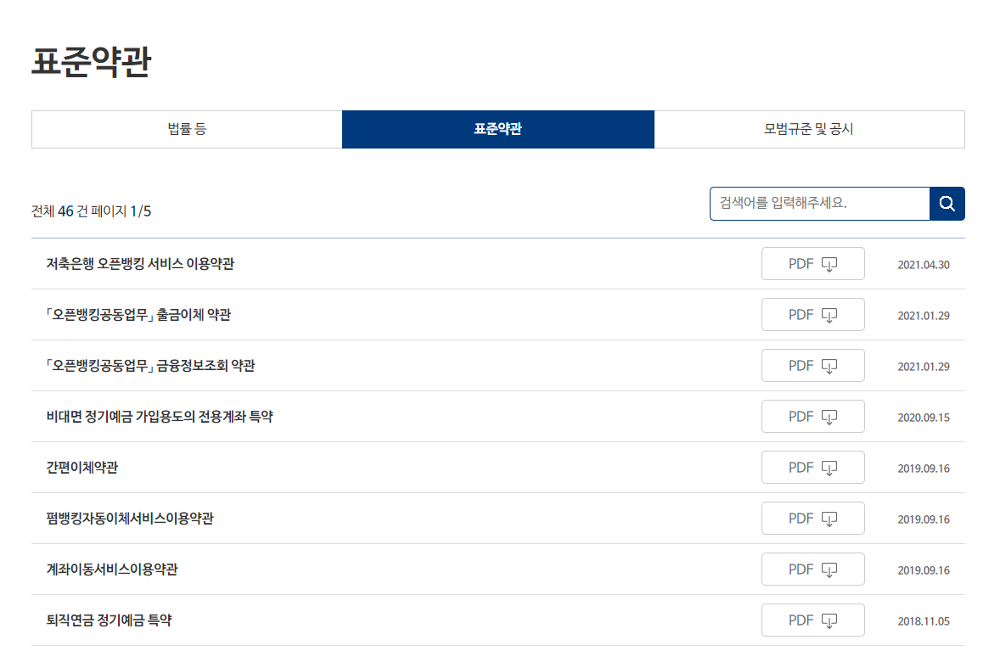 표준약관
법률 등
표준약관
모범규준 및 공시
전체 46 건 페이지 1/5
검색어를 입력해주세요.
저축은행 오픈뱅킹 서비스 이용약관 PDF 2021.04.30
「오픈뱅킹공동업무」 출금이체 약관 PDF 2021.01.29
「오픈뱅킹공동업무」 금융정보조회 약관 PDF 2021.01.29
비대면 정기예금 가입용도의 전용계좌 특약 PDF 2020.09.15
간편이체약관 PDF 2019.09.16
펌뱅킹자동이체서비스이용약관 PDF 2019.09.16
계좌이동서비스이용약관 PDF 2019.09.16
퇴직연금 정기예금 특약 PDF 2018.11.05